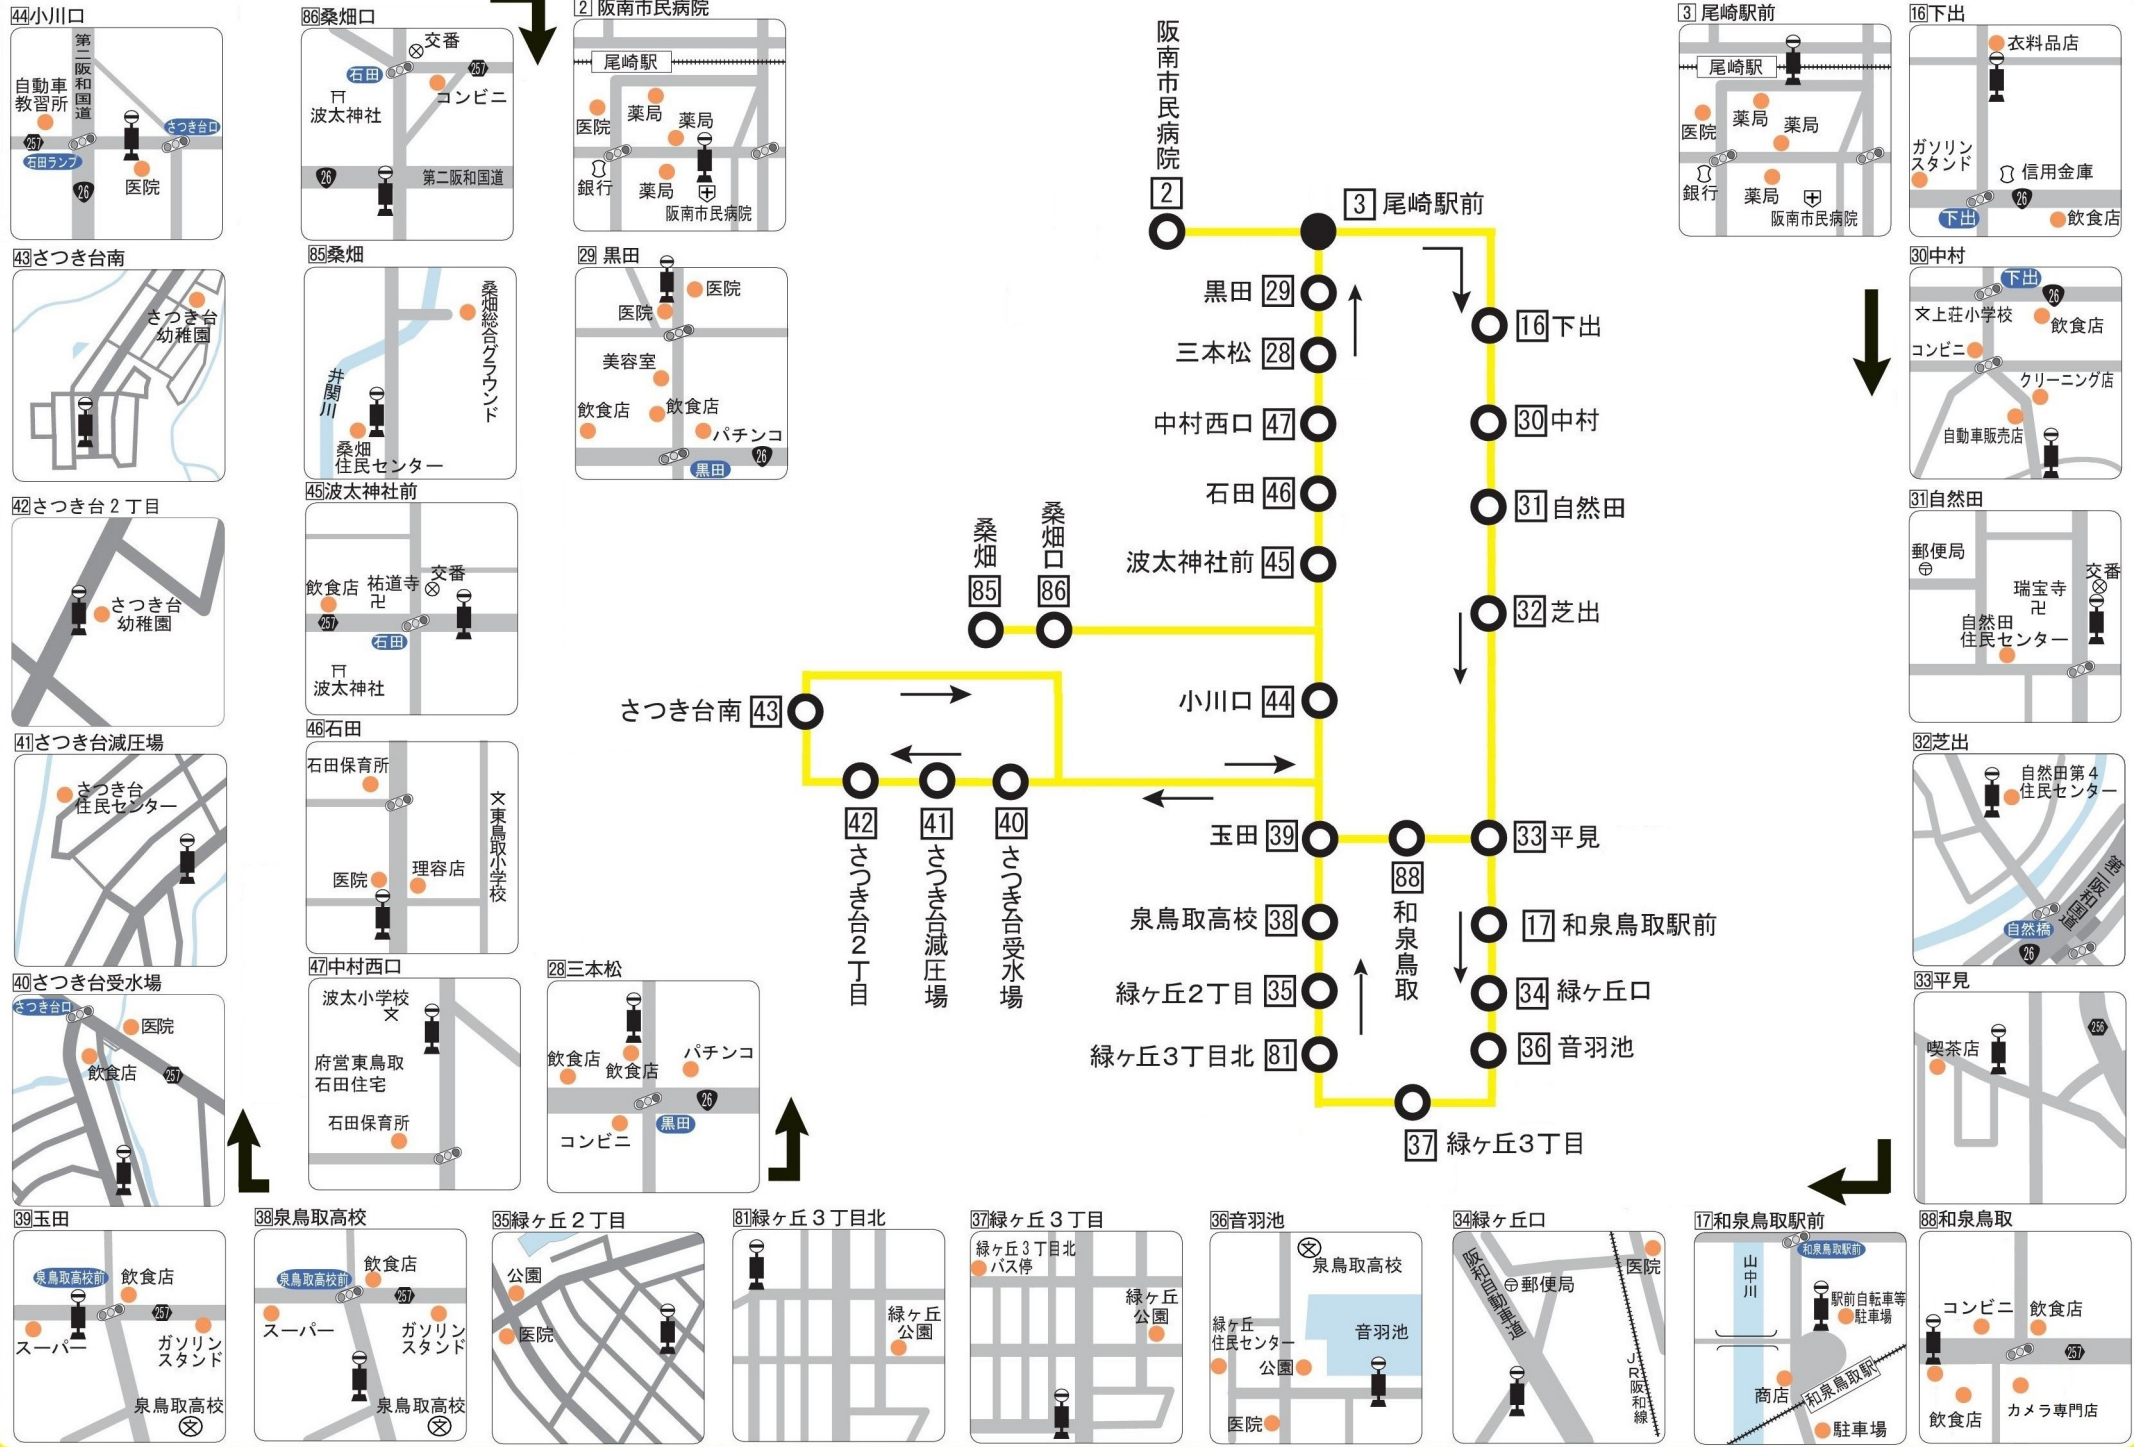 44小川口
第二阪和国道
自動車
教習所
257
石田ランプ
さつき台口
医院
26
86桑畑口
交番
石田
257
コンビニ
波太神社
26
第二阪和国道
2 阪南市民病院
尾崎駅
医院
薬局
薬局
銀行
薬局
阪南市民病院
43さつき台南
さつき台
幼稚園
85桑畑
桑畑総合グラウンド
井関川
桑畑
住民センター
29 黒田
医院
医院
美容室
飲食店
飲食店
パチンコ
26
黒田
42さつき台2丁目
さつき台
幼稚園
45波太神社前
飲食店
祐道寺
卍
交番
257
石田
波太神社
41さつき台減圧場
さつき台
住民センター
46石田
石田保育所
文東鳥取小学校
医院
理容店
40さつき台受水場
さつき台口
医院
飲食店
257
47中村西口
波太小学校
文
府営東鳥取
石田住宅
石田保育所
28三本松
飲食店
飲食店
パチンコ
26
コンビニ
黒田
阪南市民病院
2
3 尾崎駅前
黒田 29
三本松 28
中村西口 47
石田 46
波太神社前 45
桑畑
85
桑畑口
86
小川口 44
さつき台南 43
42
さつき台2丁目
41
さつき台減圧場
40
さつき台受水場
玉田 39
88
和泉鳥取
泉鳥取高校 38
緑ヶ丘2丁目 35
緑ヶ丘3丁目北 81
37 緑ヶ丘3丁目
16 下出
30 中村
31 自然田
32 芝出
33 平見
17 和泉鳥取駅前
34 緑ヶ丘口
36 音羽池
3 尾崎駅前
尾崎駅
医院
薬局
薬局
銀行
薬局
阪南市民病院
16下出
衣料品店
ガソリン
スタンド
信用金庫
26
下出
飲食店
30中村
下出
26
文上荘小学校
飲食店
コンビニ
クリーニング店
自動車販売店
31自然田
郵便局
交番
瑞宝寺
卍
自然田
住民センター
32芝出
自然田第4
住民センター
第二阪和国道
自然橋
26
33平見
256
喫茶店
39玉田
泉鳥取高校前
飲食店
257
スーパー
ガソリン
スタンド
泉鳥取高校
文
38泉鳥取高校
飲食店
泉鳥取高校前
257
スーパー
ガソリン
スタンド
泉鳥取高校
文
35緑ヶ丘2丁目
公園
医院
81緑ヶ丘3丁目北
緑ヶ丘
公園
37緑ヶ丘3丁目
緑ヶ丘3丁目北
バス停
緑ヶ丘
公園
36音羽池
文
泉鳥取高校
緑ヶ丘
住民センター
音羽池
公園
医院
34緑ヶ丘口
阪和自動車道
郵便局
医院
JR阪和線
17和泉鳥取駅前
和泉鳥取駅前
山中川
駅前自転車等
駐車場
商店
和泉鳥取駅
駐車場
88和泉鳥取
コンビニ
飲食店
257
飲食店
カメラ専門店